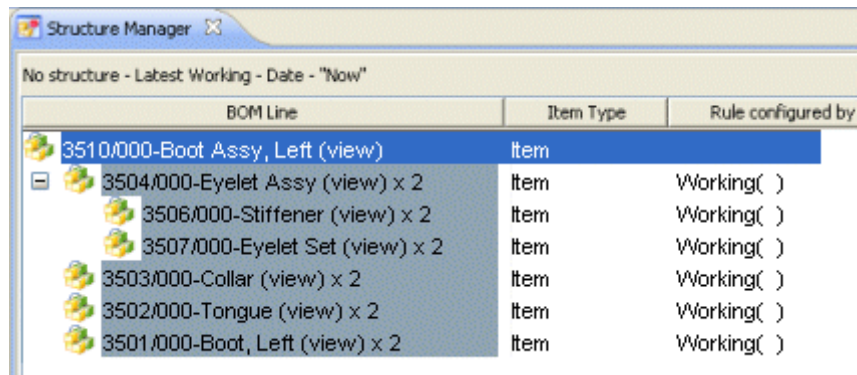 Structure Manager
No structure - Latest Working - Date - "Now"
BOM Line Item Type Rule configured by
3510/000-Boot Assy, Left (view) Item
3504/000-Eyelet Assy (view) x 2 Item Working( )
3506/000-Stiffener (view) x 2 Item Working( )
3507/000-Eyelet Set (view) x 2 Item Working( )
3503/000-Collar (view) x 2 Item Working( )
3502/000-Tongue (view) x 2 Item Working( )
3501/000-Boot, Left (view) x 2 Item Working( )